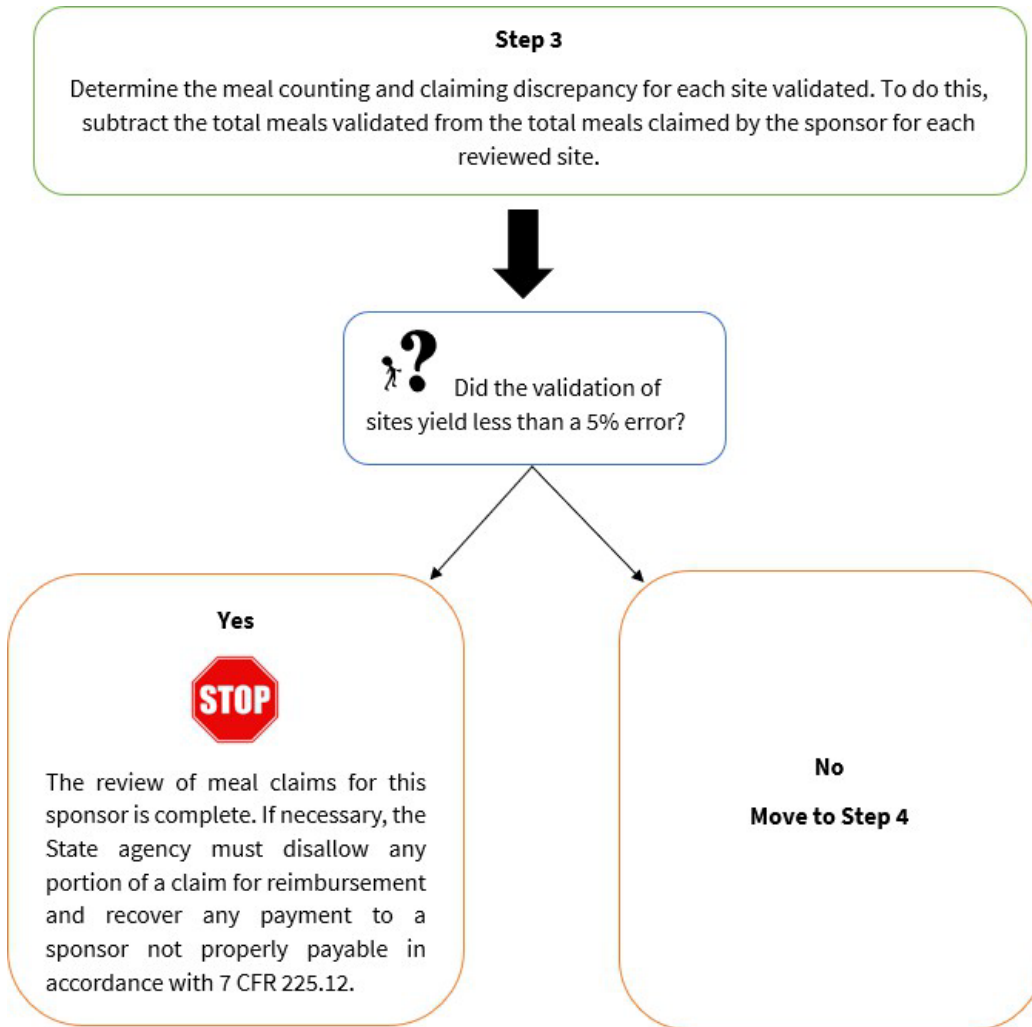 Step 3
Determine the meal counting and claiming discrepancy for each site validated. To do this,
subtract the total meals validated from the total meals claimed by the sponsor for each
reviewed site.
? Did the validation of
sites yield less than a 5% error?
Yes
STOP
The review of meal claims for this
sponsor is complete. If necessary, the
State agency must disallow any
portion of a claim for reimbursement
and recover any payment to a
sponsor not properly payable in
accordance with 7 CFR 225.12.
No
Move to Step 4